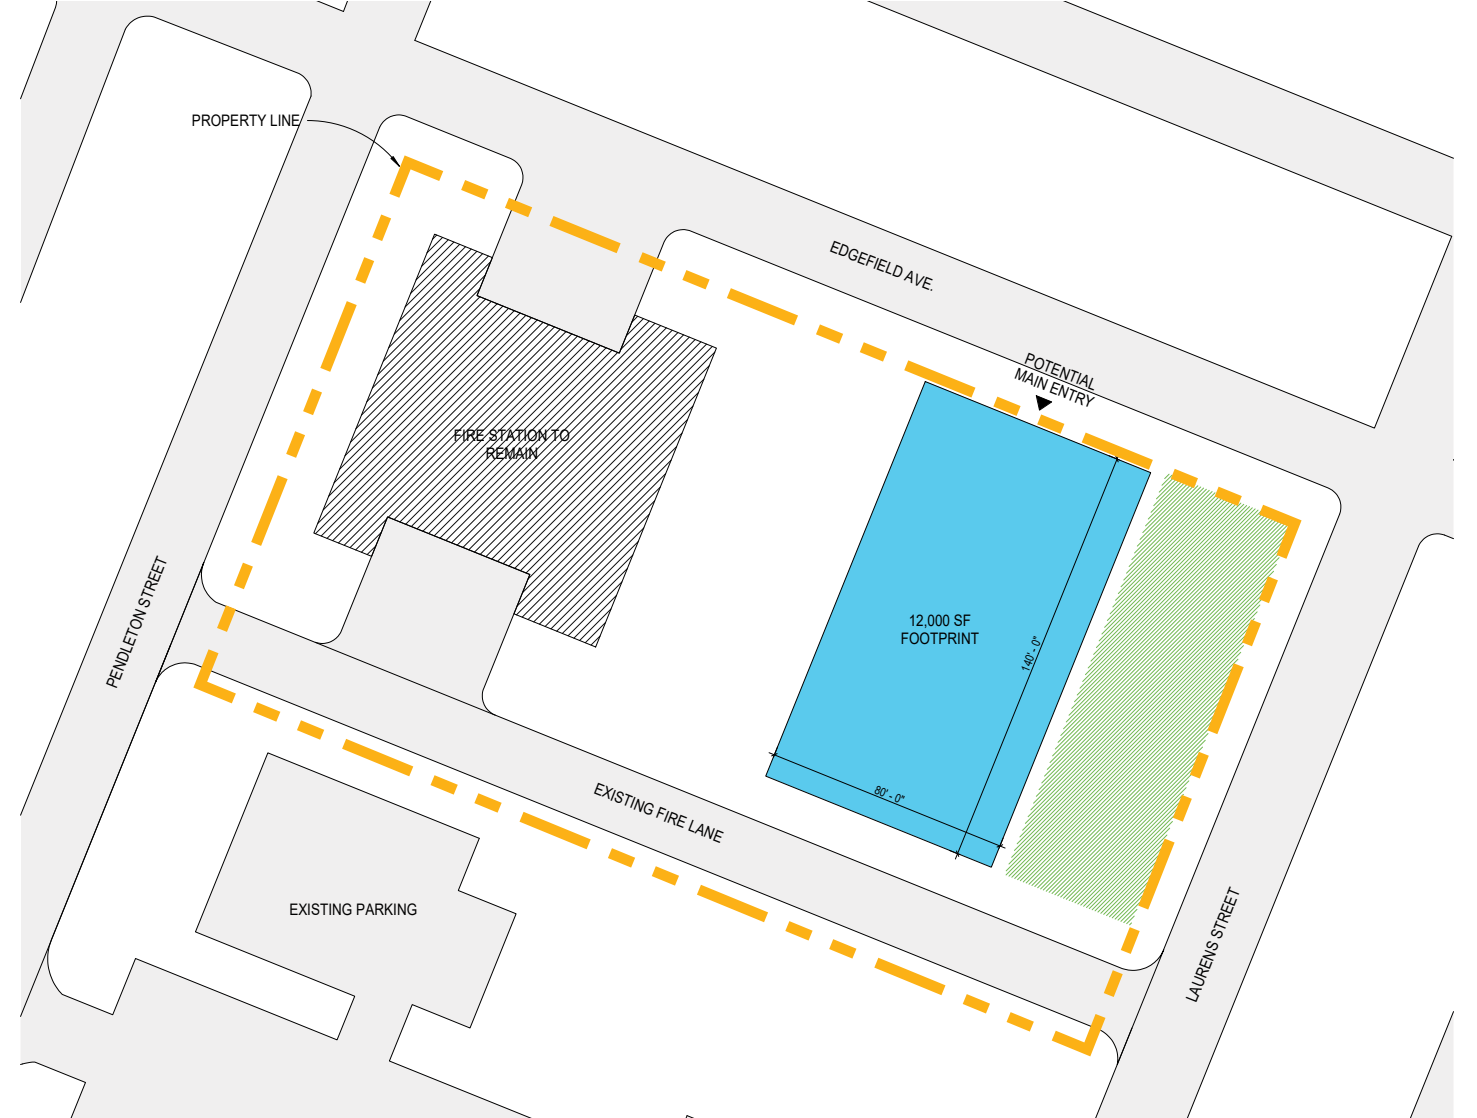 PROPERTY LINE
EDGEFIELD AVE.
POTENTIAL
MAIN ENTRY
FIRE STATION TO
REMAIN
PENDLETON STREET
12,000 SF
FOOTPRINT
140' - 0"
80' - 0"
EXISTING FIRE LANE
EXISTING PARKING
LAURENS STREET